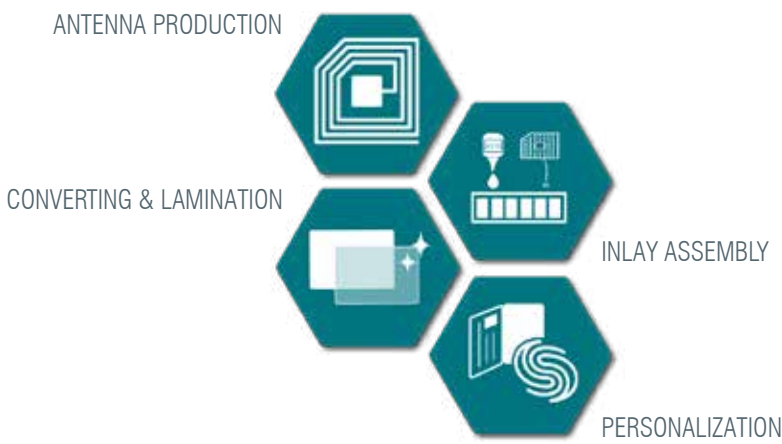 ANTENNA PRODUCTION
CONVERTING & LAMINATION
INLAY ASSEMBLY
PERSONALIZATION